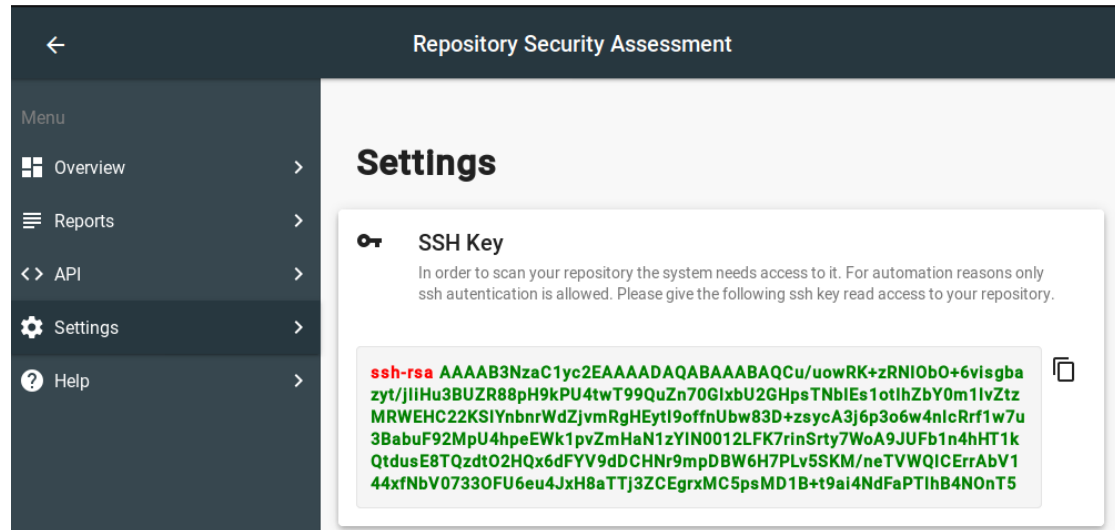 Repository Security Assessment
Menu
Overview
Reports
API
Settings
Help
Settings
SSH Key
In order to scan your repository the system needs access to it. For automation reasons only
ssh autentication is allowed. Please give the following ssh key read access to your repository.
ssh-rsa AAAAB3NzaC1yc2EAAAADAQABAAABAQCu/uowRK+zRNIObO+6visgba
zyt/jIiHu3BUZR88pH9kPU4twT99QuZn70GlxbU2GHpsTNbIEs1otIhZbY0m1IvZtz
MRWEHC22KSIYnbnrWdZjvmRgHEytI9offnUbw83D+zsycA3j6p3o6w4nIcRrf1w7u
3BabuF92MpU4hpeEWk1pvZmHaN1zYIN0012LFK7rinSrty7WoA9JUFb1n4hHT1k
QtdusE8TQzdtO2HQx6dFYV9dDCHNr9mpDBW6H7PLv5SKM/neTVWQICErrAbV1
44xfNbV0733OFU6eu4JxH8aTTj3ZCEgrxMC5psMD1B+t9ai4NdFaPTIhB4NOnT5